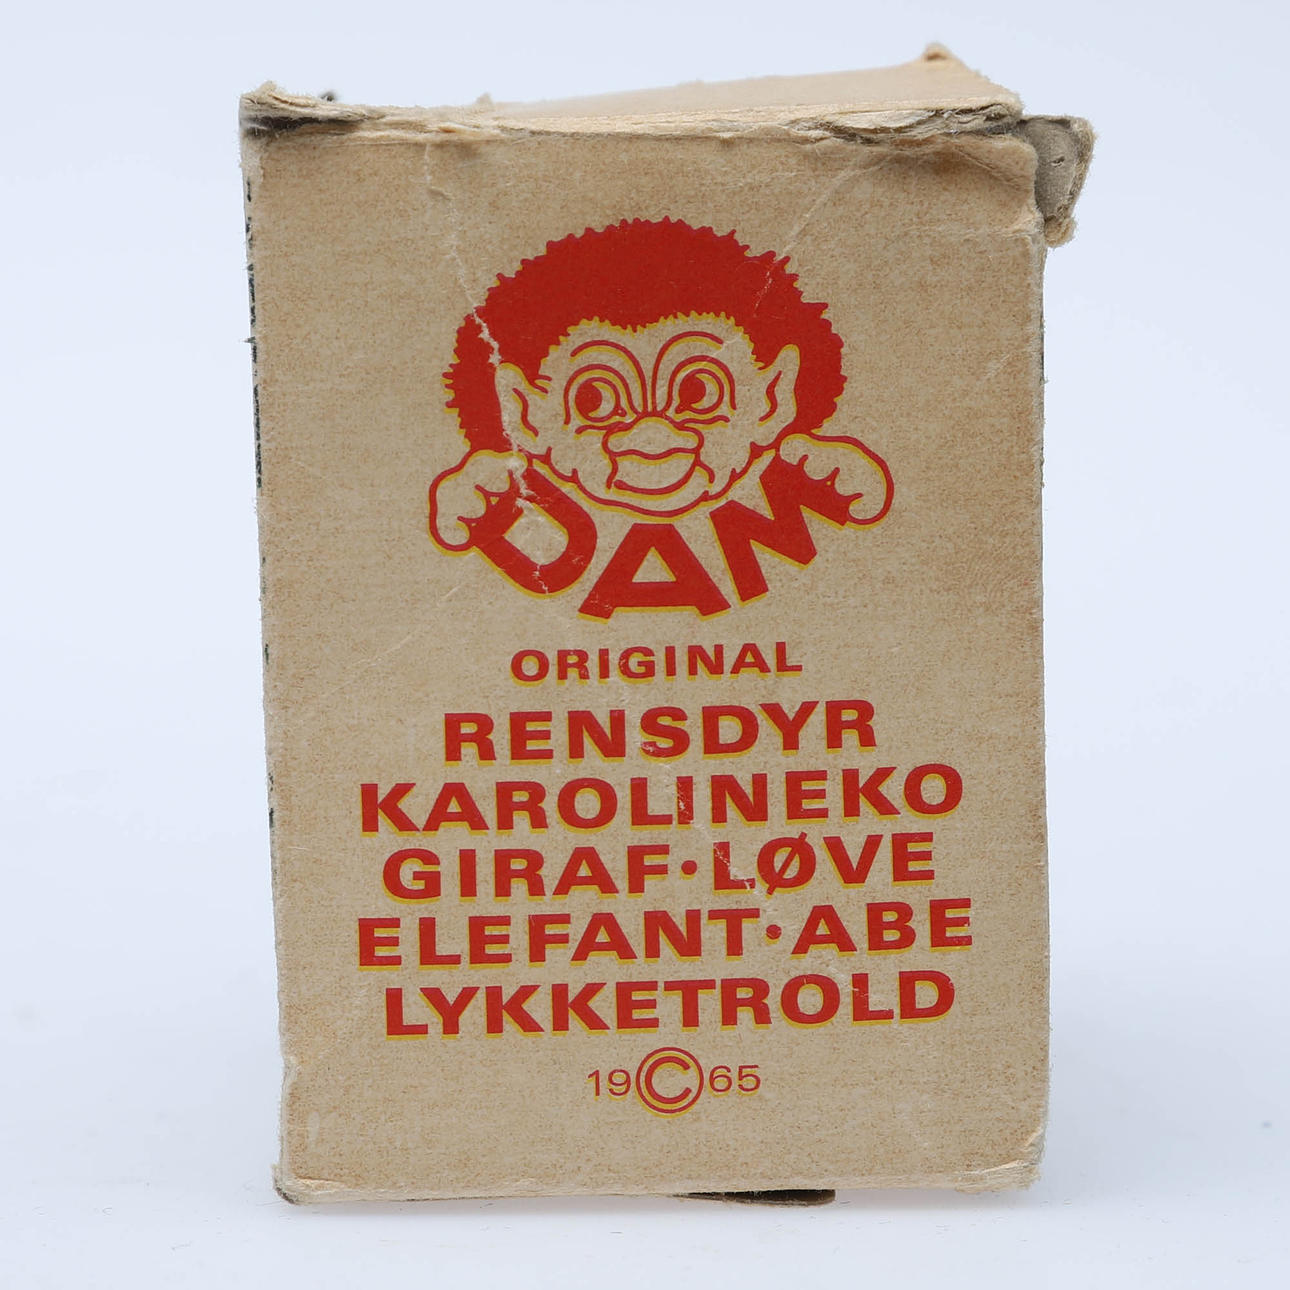 DAM
ORIGINAL
RENSDYR
KAROLINEKO
GIRAF·LØVE
ELEFANT·ABE
LYKKETROLD
19©65